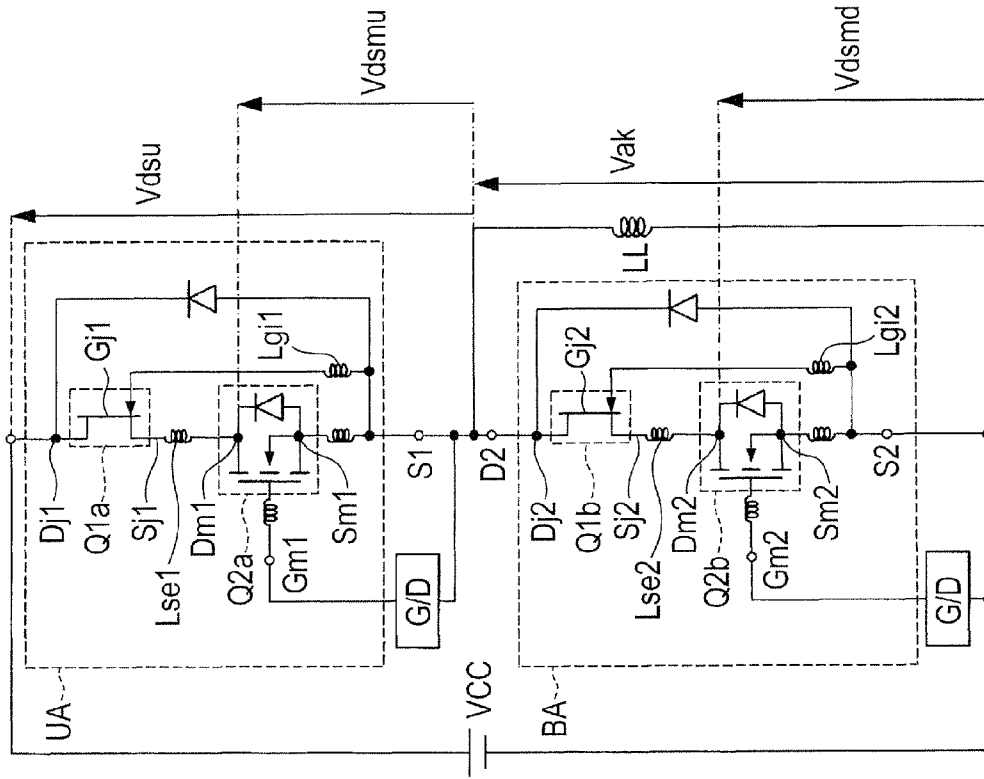 UA
Dj1
Q1a
Sj1
Lse1
Dm1
Q2a
Gm1
Sm1
Gj1
Lgi1
G/D
S1
Vdsu
Vdsmu
VCC
D2
BA
Dj2
Q1b
Sj2
Lse2
Dm2
Q2b
Gm2
Sm2
Gj2
Lgi2
G/D
S2
LL
Vak
Vdsmd